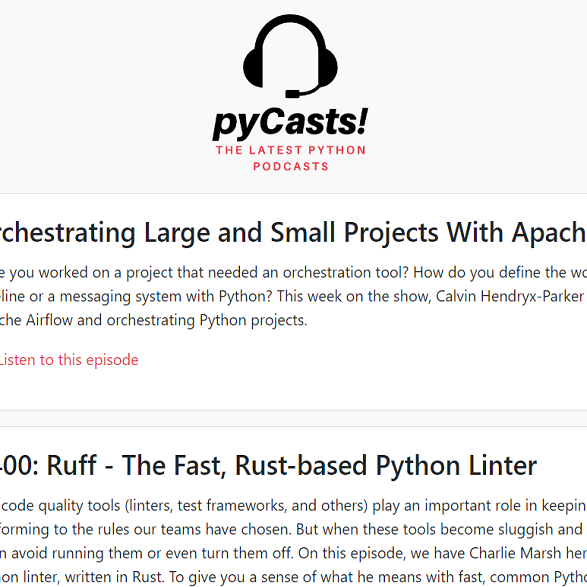 pyCasts!
THE LATEST PYTHON
PODCASTS
rchestrating Large and Small Projects With Apach
e you worked on a project that needed an orchestration tool? How do you define the wo
eline or a messaging system with Python? This week on the show, Calvin Hendryx-Parker
che Airflow and orchestrating Python projects.
Listen to this episode
400: Ruff - The Fast, Rust-based Python Linter
code quality tools (linters, test frameworks, and others) play an important role in keepin
forming to the rules our teams have chosen. But when these tools become sluggish and
n avoid running them or even turn them off. On this episode, we have Charlie Marsh her
hon linter, written in Rust. To give you a sense of what he means with fast, common Pyth